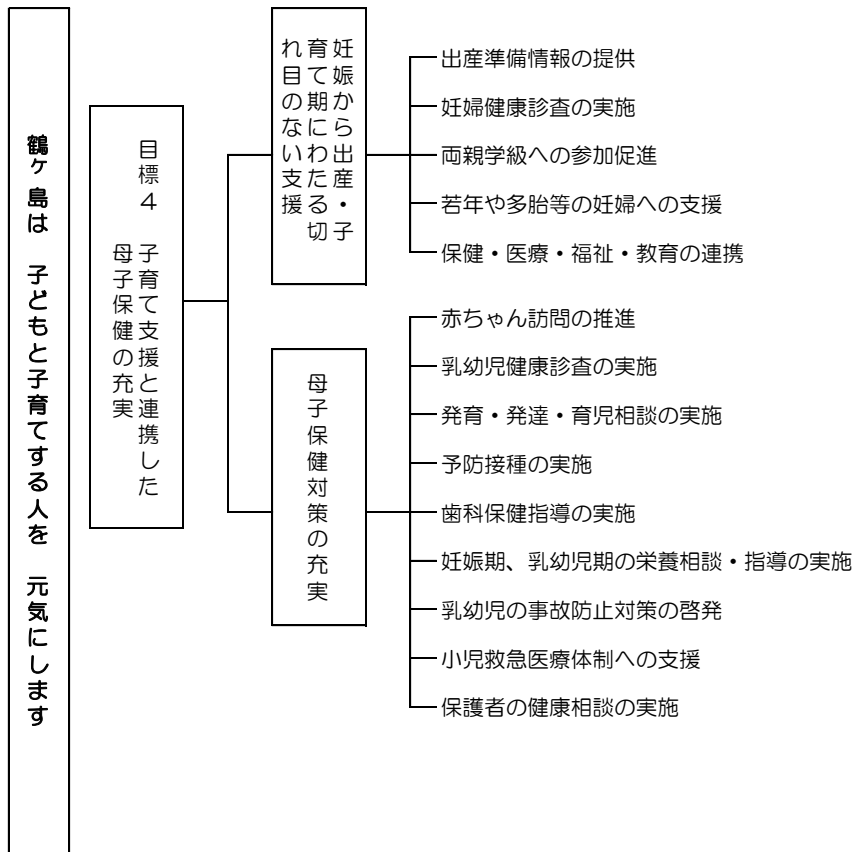 鶴ヶ島は　子どもと子育てする人を　元気にします
目標４　子育て支援と連携した
母子保健の充実
妊娠から出産・子
育て期にわたる切
れ目のない支援
出産準備情報の提供
妊婦健康診査の実施
両親学級への参加促進
若年や多胎等の妊婦への支援
保健・医療・福祉・教育の連携
母子保健対策の充実
赤ちゃん訪問の推進
乳幼児健康診査の実施
発育・発達・育児相談の実施
予防接種の実施
歯科保健指導の実施
妊娠期、乳幼児期の栄養相談・指導の実施
乳幼児の事故防止対策の啓発
小児救急医療体制への支援
保護者の健康相談の実施